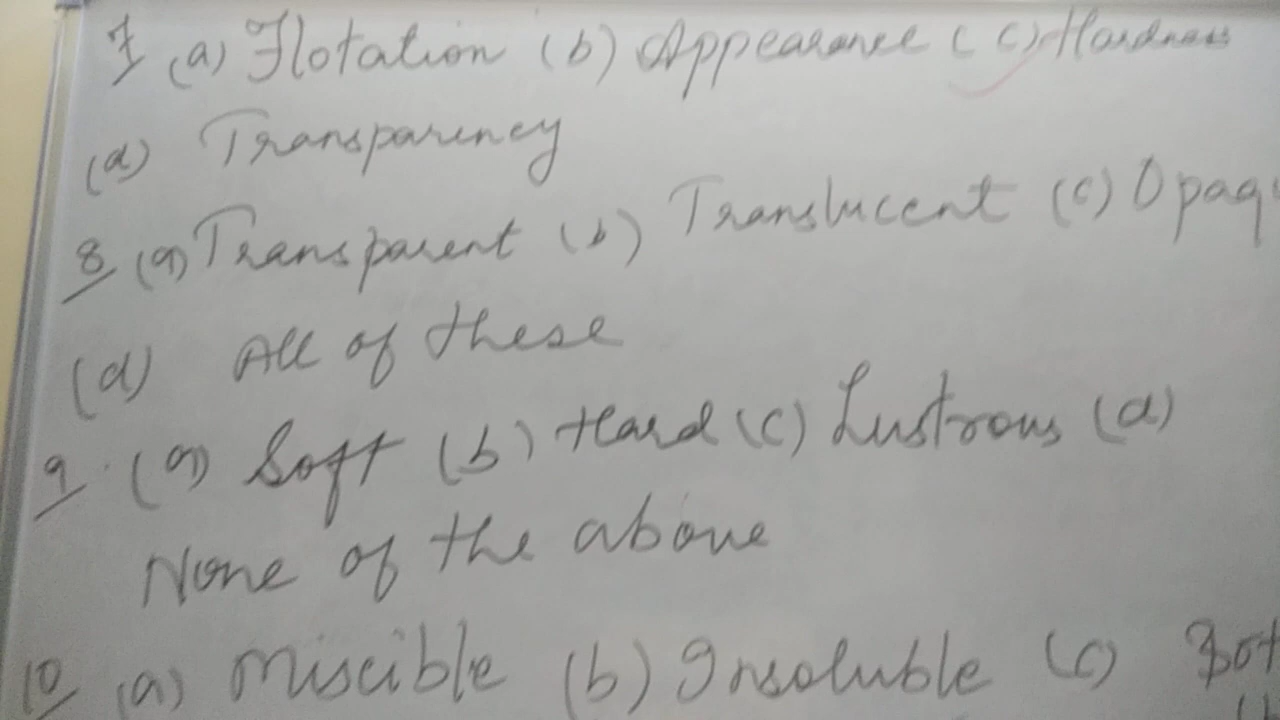 7 (a) Flotation (b) Appearance (c) Hardness
(d) Transparency
8 (a) Transparent (b) Translucent (c) Opaq
(d) All of these
9. (a) Soft (b) Hard (c) Lustrous (d)
None of the above
10 (a) Miscible (b) Insoluble (c) Bot